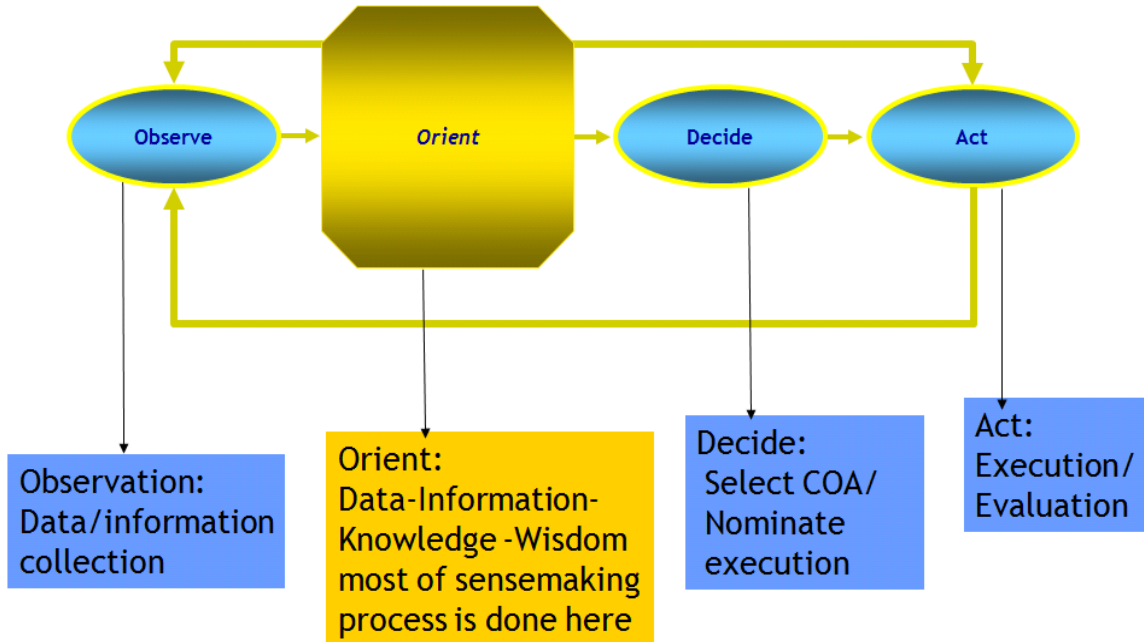 Observe
Orient
Decide
Act
Observation:
Data/information
collection
Orient:
Data-Information-
Knowledge -Wisdom
most of sensemaking
process is done here
Decide:
Select COA/
Nominate
execution
Act:
Execution/
Evaluation